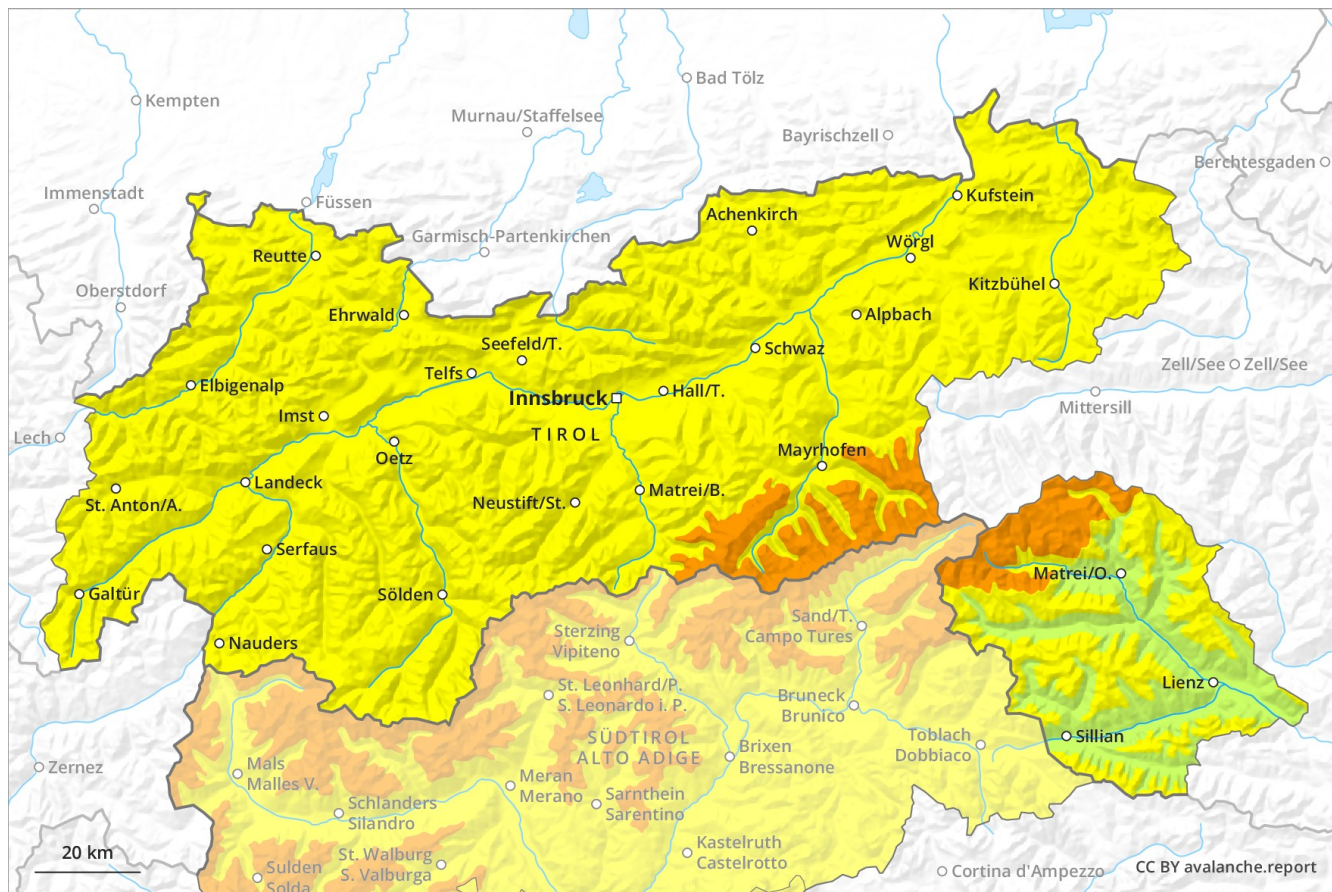 Kempten
Bad Tölz
Murnau/Staffelsee
Bayrischzell
Berchtesgaden
Immenstadt
Füssen
Kufstein
Achenkirch
Garmisch-Partenkirchen
Wörgl
Reutte
Kitzbühel
Oberstdorf
Ehrwald
Alpbach
Seefeld/T.
Schwaz
Zell/See
Zell/See
Telfs
Elbigenalp
Hall/T.
Innsbruck
Mittersill
Imst
TIROL
Lech
Oetz
Mayrhofen
Landeck
St. Anton/A.
Neustift/St.
Matrei/B.
Serfaus
Matrei/O.
Galtür
Sölden
Sand/T.
Campo Tures
Sterzing
Vipiteno
Nauders
Lienz
St. Leonhard/P.
S. Leonardo i. P.
Bruneck
Brunico
SÜDTIROL
ALTO ADIGE
Toblach
Dobbiaco
Sillian
Brixen
Bressanone
Zernez
Mals
Malles V.
Meran
Merano
Sarnthein
Sarentino
Schlanders
Silandro
Kastelruth
Castelrotto
20 km
St. Walburg
S. Valburga
Sulden
Solda
Cortina d'Ampezzo
CC BY avalanche.report